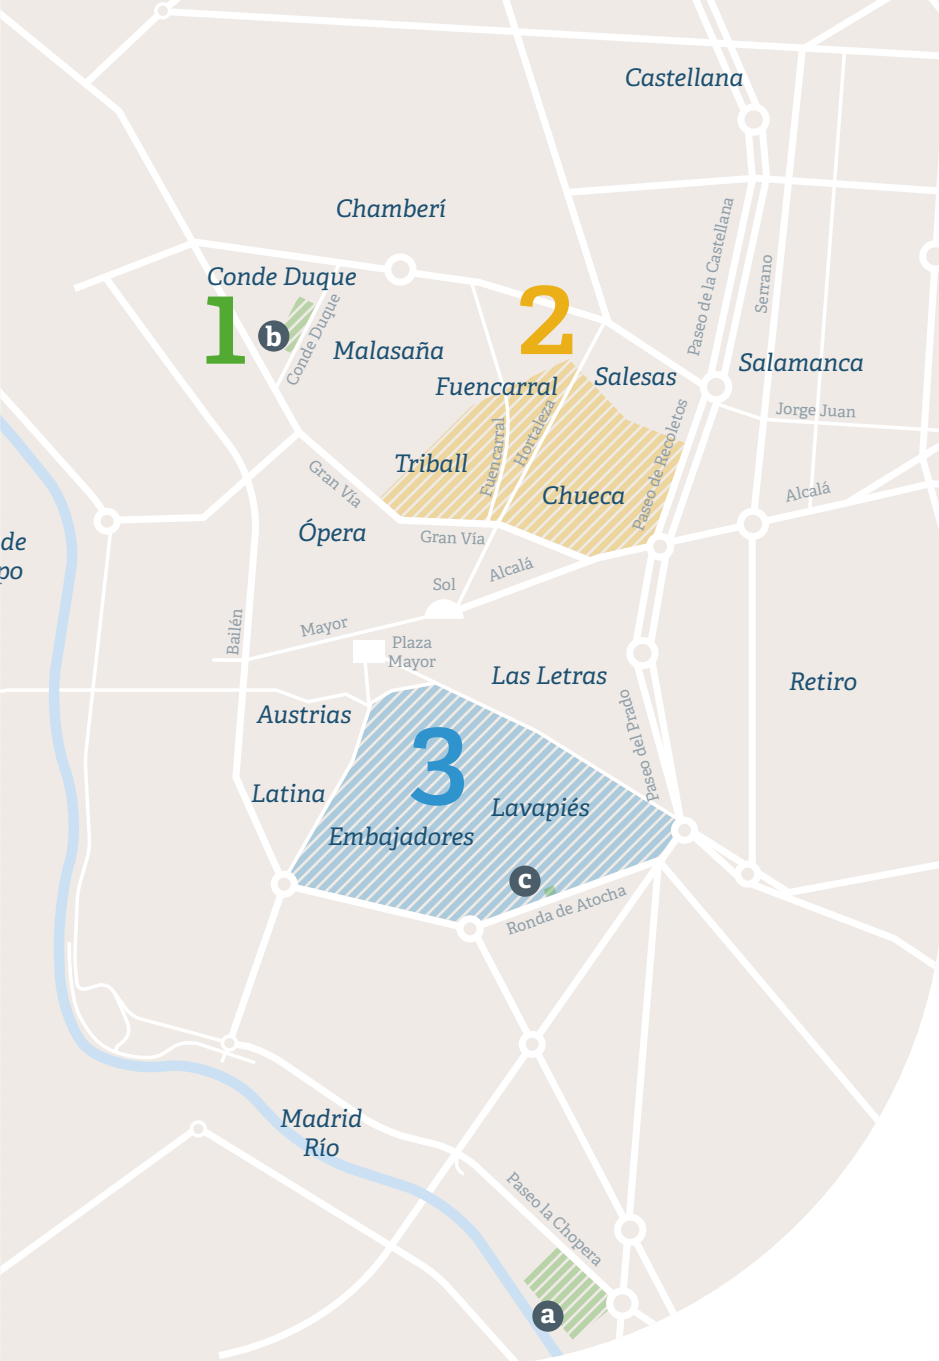 Castellana
Chamberí
Paseo de la Castellana
Serrano
Conde Duque
1
b
Conde Duque
2
Malasaña
Fuencarral
Salesas
Salamanca
Jorge Juan
Triball
Fuencarral
Hortaleza
Chueca
Paseo de Recoletos
Alcalá
Gran Vía
Ópera
Gran Vía
de
po
Alcalá
Sol
Bailén
Mayor
Plaza
Mayor
Las Letras
Retiro
Austrias
Paseo del Prado
3
Latina
Lavapiés
Embajadores
c
Ronda de Atocha
Madrid
Río
Paseo la Chopera
a